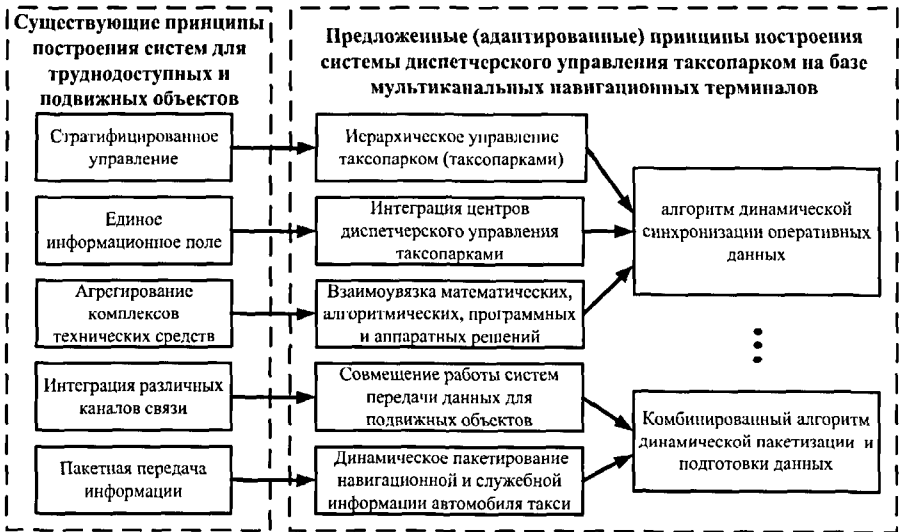 Существующие принципы
построения систем для
труднодоступных и
подвижных объектов
Стратифицированное
управление
Единое
информационное поле
Агрегирование
комплексов
технических средств
Интеграция различных
каналов связи
Пакетная передача
информации
Предложенные (адаптированные) принципы построения
системы диспетчерского управления таксопарком на базе
мультиканальных навигационных терминалов
Иерархическое управление
таксопарком (таксопарками)
Интеграция центров
диспетчерского управления
таксопарками
Взаимоувязка математических,
алгоритмических, программных
и аппаратных решений
Совмещение работы систем
передачи данных для
подвижных объектов
Динамическое пакетирование
навигационной и служебной
информации автомобиля такси
алгоритм динамической
синхронизации оперативных
данных
Комбинированный алгоритм
динамической пакетизации и
подготовки данных